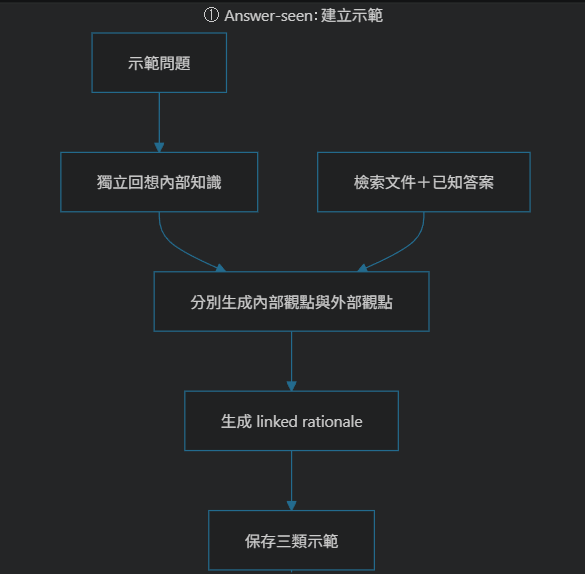 ① Answer-seen：建立示範
示範問題
獨立回想內部知識
檢索文件＋已知答案
分別生成內部觀點與外部觀點
生成 linked rationale
保存三類示範